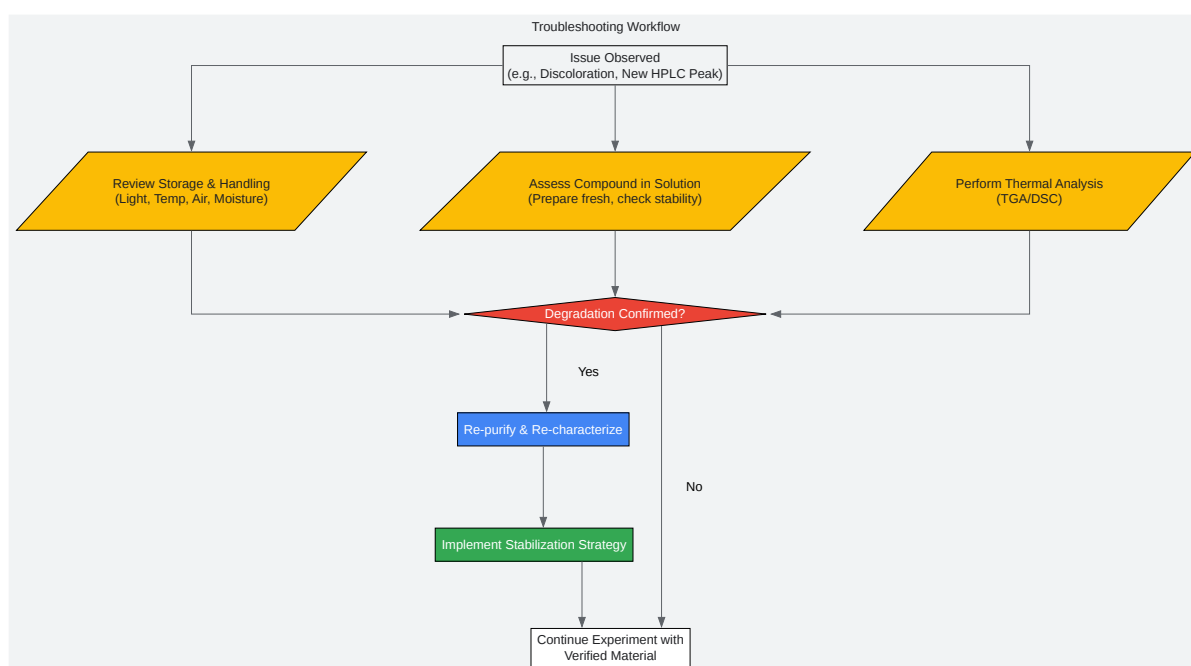 Troubleshooting Workflow
Issue Observed
(e.g., Discoloration, New HPLC Peak)
Review Storage & Handling
(Light, Temp, Air, Moisture)
Assess Compound in Solution
(Prepare fresh, check stability)
Perform Thermal Analysis
(TGA/DSC)
Degradation Confirmed?
Yes
Re-purify & Re-characterize
No
Implement Stabilization Strategy
Continue Experiment with
Verified Material